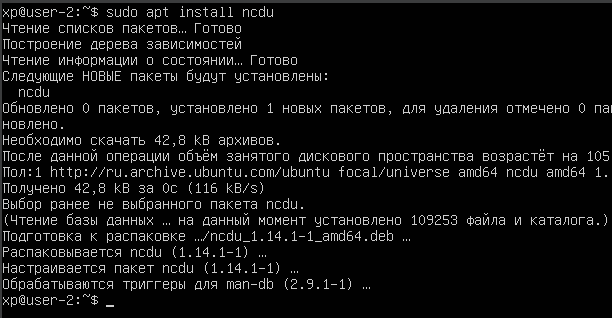 xp@user-2:~$ sudo apt install ncdu
Чтение списков пакетов… Готово
Построение дерева зависимостей
Чтение информации о состоянии… Готово
Следующие НОВЫЕ пакеты будут установлены:
  ncdu
Обновлено 0 пакетов, установлено 1 новых пакетов, для удаления отмечено 0 па
новлено.
Необходимо скачать 42,8 kB архивов.
После данной операции объём занятого дискового пространства возрастёт на 105
Пол:1 http://ru.archive.ubuntu.com/ubuntu focal/universe amd64 ncdu amd64 1.
Получено 42,8 kB за 0с (116 kB/s)
Выбор ранее не выбранного пакета ncdu.
(Чтение базы данных … на данный момент установлено 109253 файла и каталога.)
Подготовка к распаковке …/ncdu_1.14.1-1_amd64.deb …
Распаковывается ncdu (1.14.1-1) …
Настраивается пакет ncdu (1.14.1-1) …
Обрабатываются триггеры для man-db (2.9.1-1) …
xp@user-2:~$ _